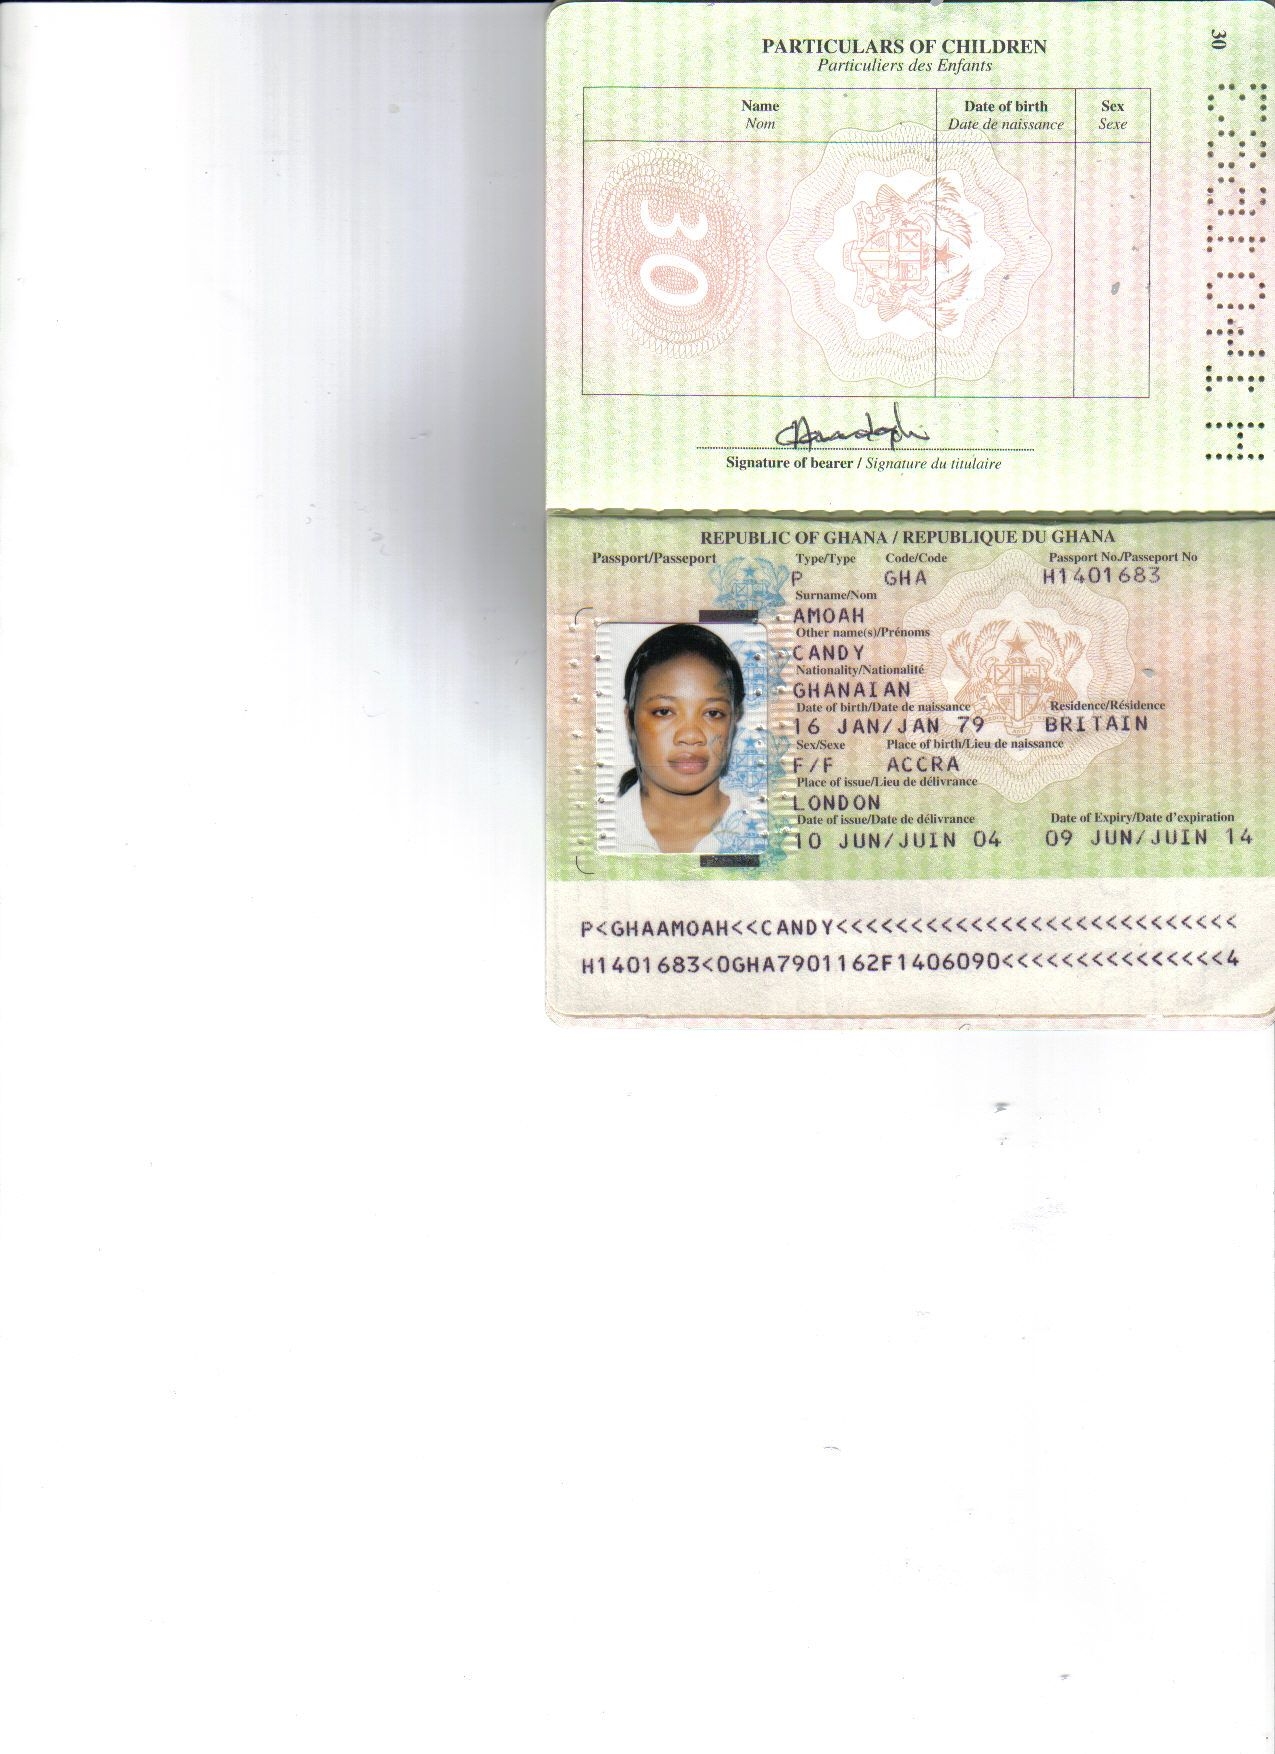 PARTICULARS OF CHILDREN
Particuliers des Enfants
30
Name Date of birth Sex
Nom Date de naissance Sexe
30
H1401683
Signature of bearer / Signature du titulaire
REPUBLIC OF GHANA / REPUBLIQUE DU GHANA
Passport/Passeport Type/Type Code/Code Passport No./Passeport No
P GHA H1401683
Surname/Nom
AMOAH
Other name(s)/Prénoms
CANDY
Nationality/Nationalité
GHANAIAN
Date of birth/Date de naissance Residence/Résidence
16 JAN/JAN 79 BRITAIN
Sex/Sexe Place of birth/Lieu de naissance
F/F ACCRA
Place of issue/Lieu de délivrance
LONDON
Date of issue/Date de délivrance Date of Expiry/Date d'expiration
10 JUN/JUIN 04 09 JUN/JUIN 14
P<GHAAMOAH<<CANDY<<<<<<<<<<<<<<<<<<<<<<<<<<<
H1401683<0GHA7901162F1406090<<<<<<<<<<<<<<<4